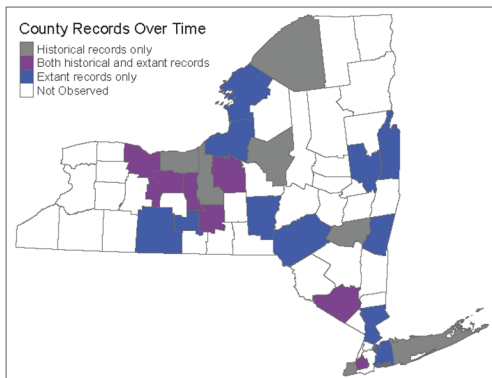 County Records Over Time
Historical records only
Both historical and extant records
Extant records only
Not Observed